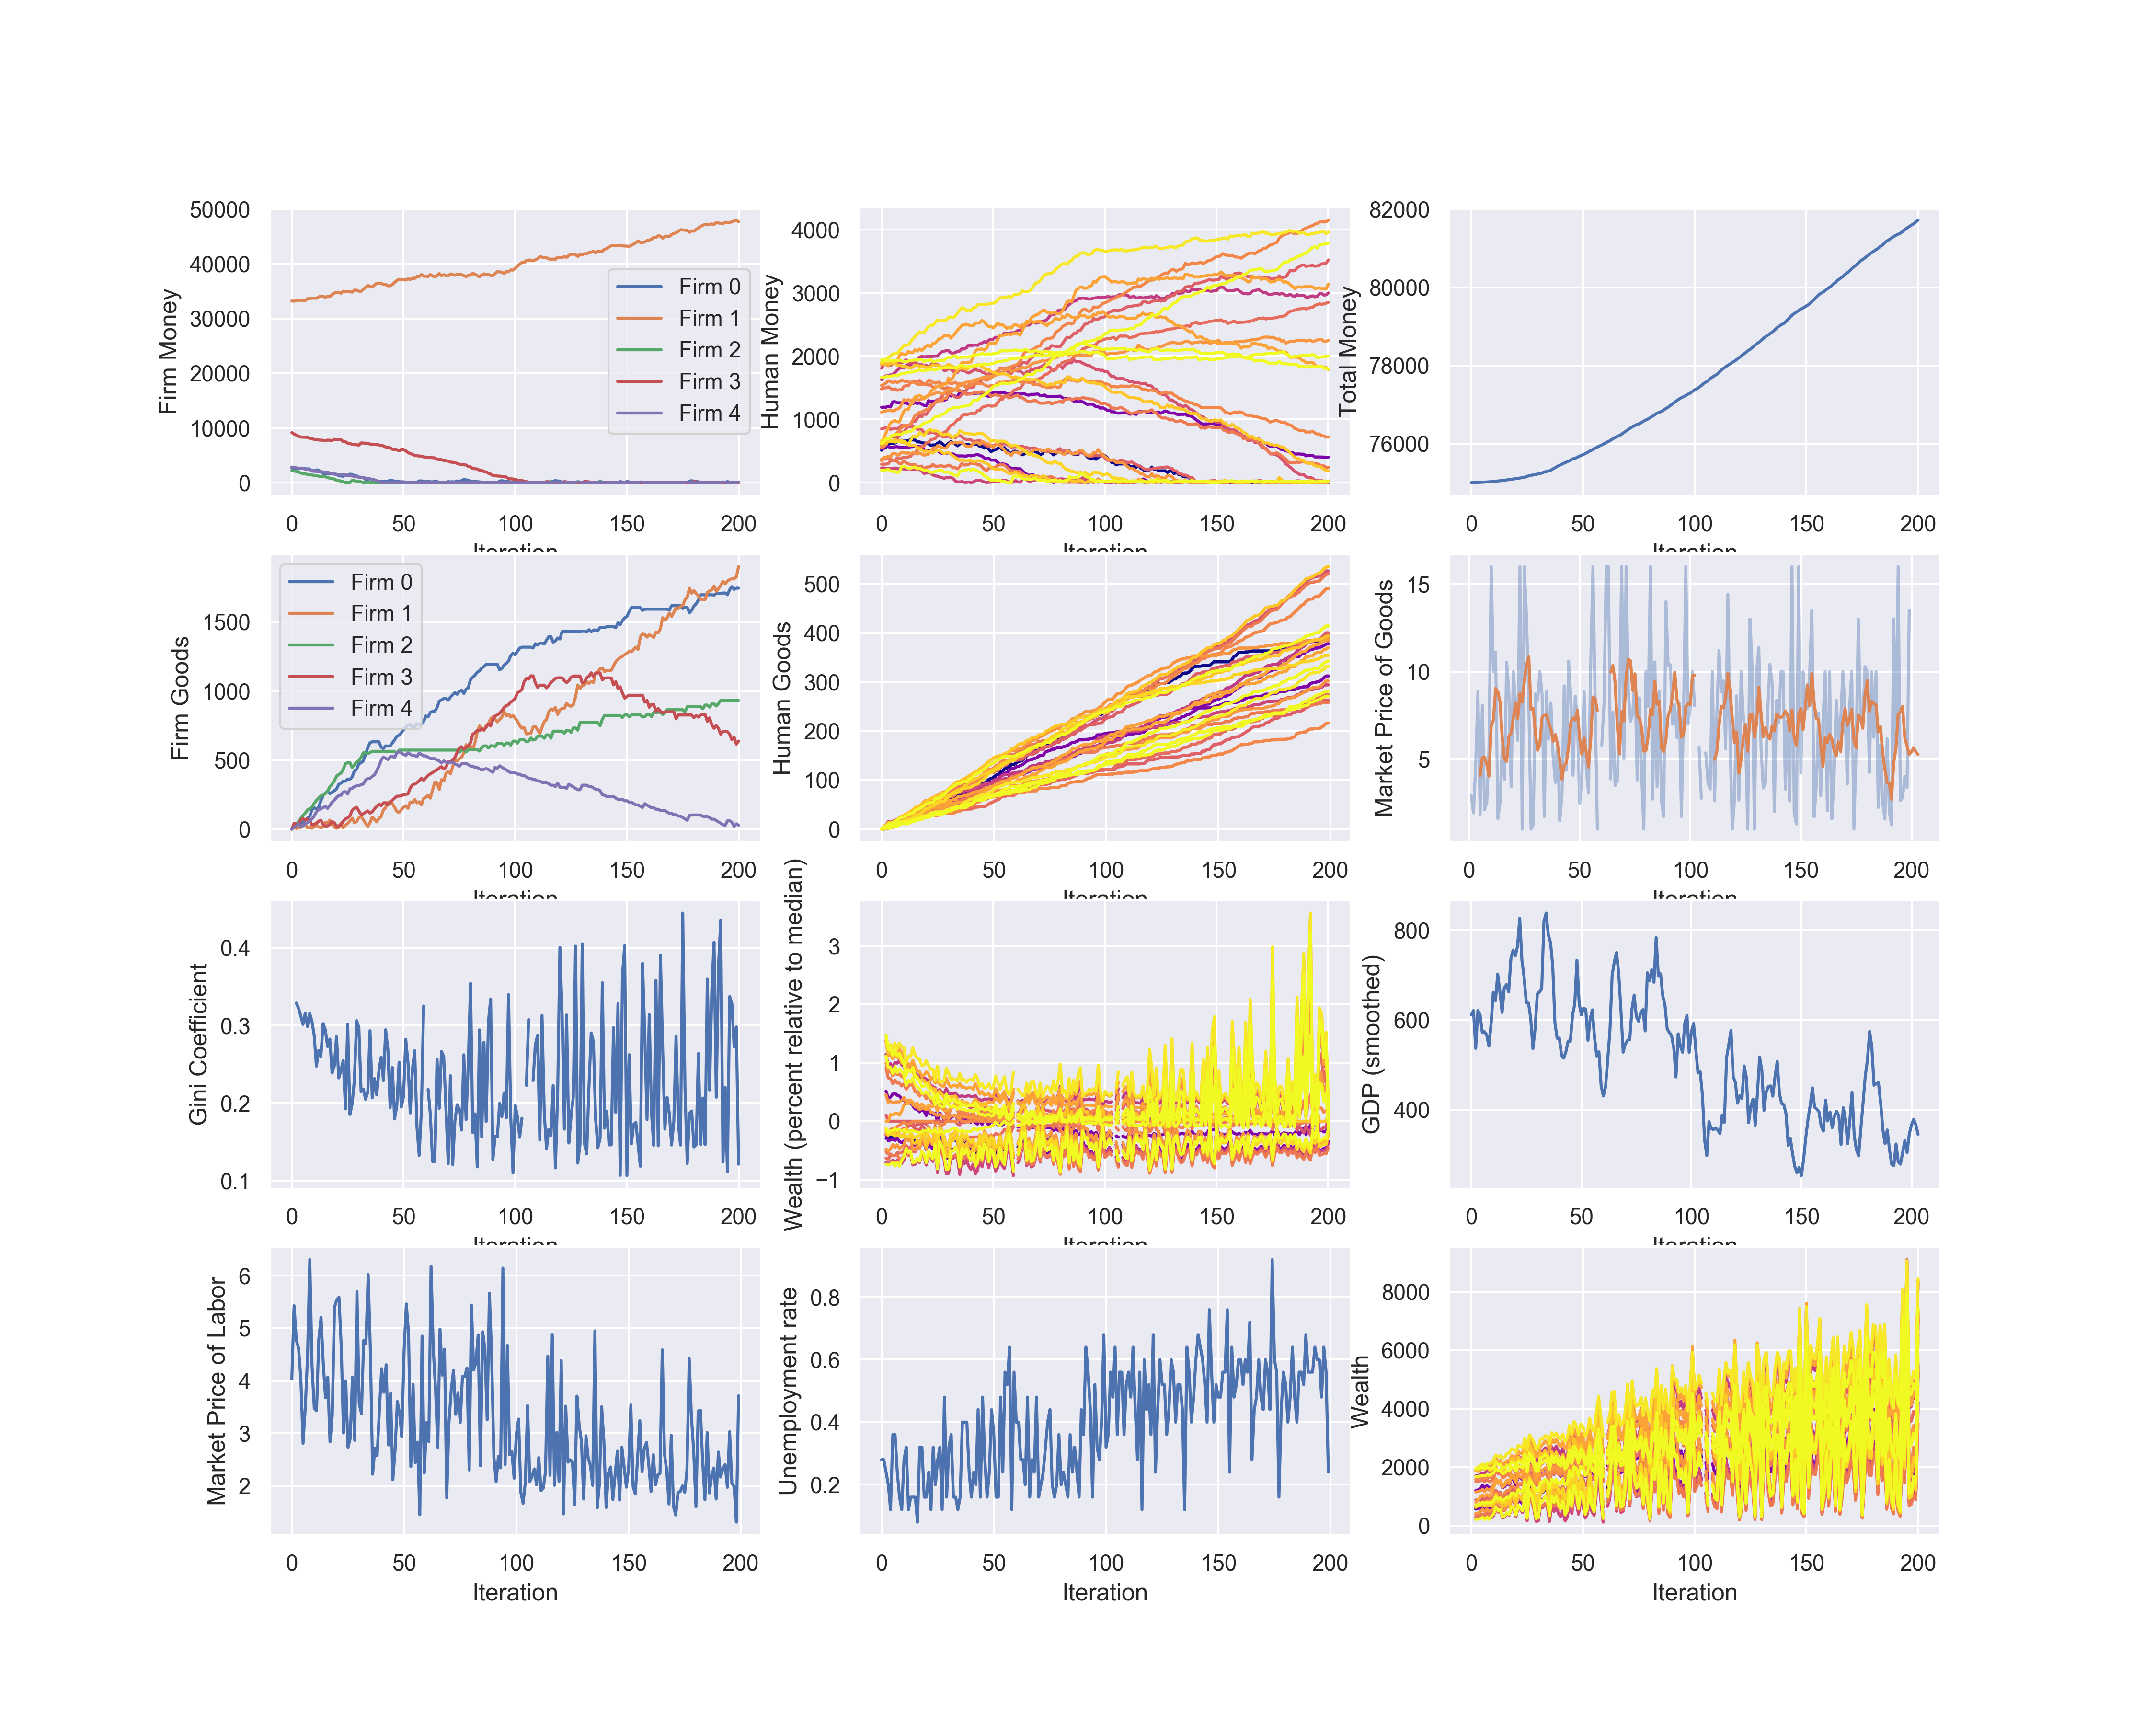 Firm Money
50000
40000
30000
20000
10000
0
Firm 0
Firm 1
Firm 2
Firm 3
Firm 4
0 50 100 150 200
Iteration
Human Money
4000
3000
2000
1000
0
0 50 100 150 200
Iteration
Total Money
82000
80000
78000
76000
0 50 100 150 200
Iteration
Firm Goods
1500
1000
500
0
Firm 0
Firm 1
Firm 2
Firm 3
Firm 4
0 50 100 150 200
Iteration
Human Goods
500
400
300
200
100
0
0 50 100 150 200
Iteration
Market Price of Goods
15
10
5
0 50 100 150 200
Iteration
Gini Coefficient
0.4
0.3
0.2
0.1
0 50 100 150 200
Iteration
Wealth (percent relative to median)
3
2
1
0
−1
0 50 100 150 200
Iteration
GDP (smoothed)
800
600
400
0 50 100 150 200
Iteration
Market Price of Labor
6
5
4
3
2
0 50 100 150 200
Iteration
Unemployment rate
0.8
0.6
0.4
0.2
0 50 100 150 200
Iteration
Wealth
8000
6000
4000
2000
0
0 50 100 150 200
Iteration